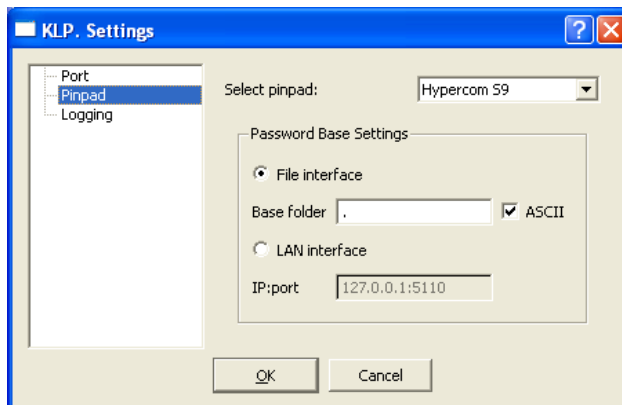 KLP. Settings
Port
Pinpad
Logging
Select pinpad: Hypercom S9
Password Base Settings
File interface
Base folder . ASCII
LAN interface
IP:port 127.0.0.1:5110
OK Cancel